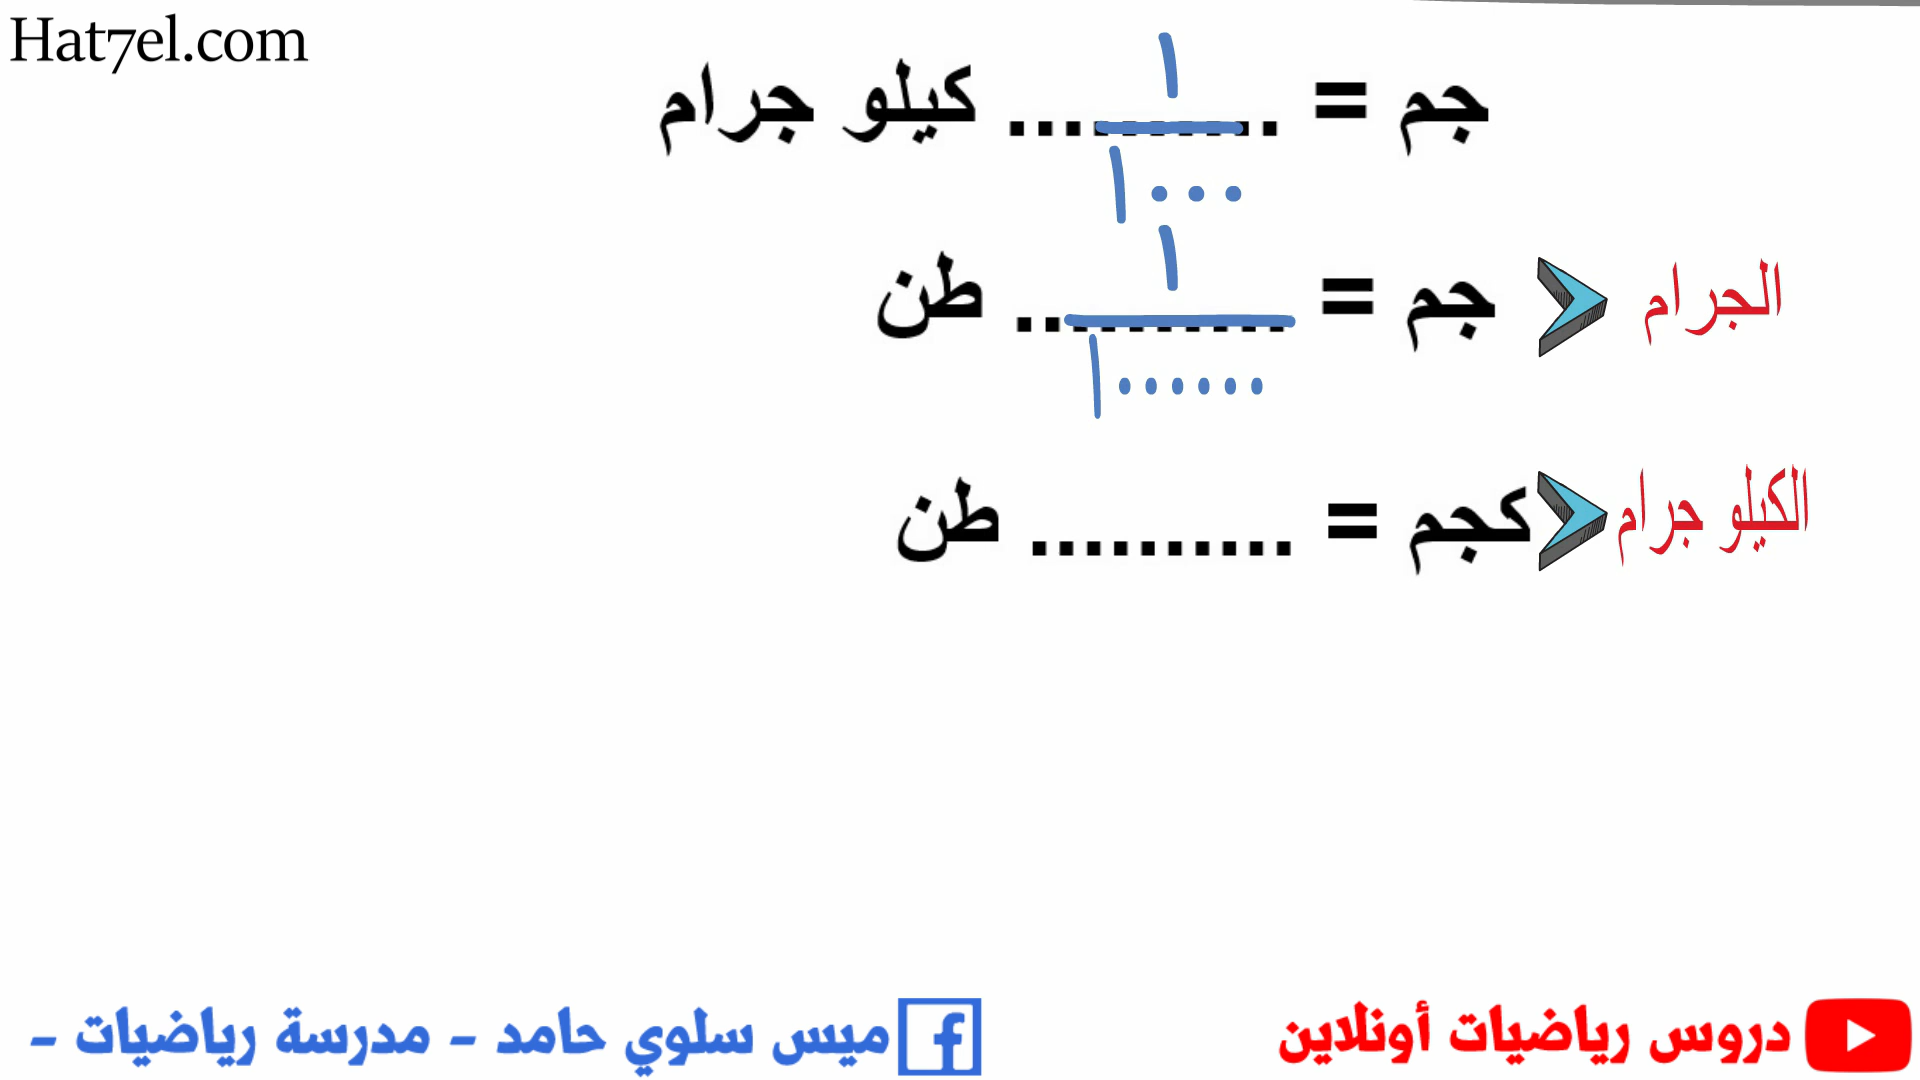 Hat7el.com
جم = .......... كيلو جرام
١
١٠٠٠
الجرام جم = .......... طن
١
١٠٠٠٠٠٠
الكيلو جرام كجم = .......... طن
دروس رياضيات أونلاين
ميس سلوي حامد - مدرسة رياضيات -